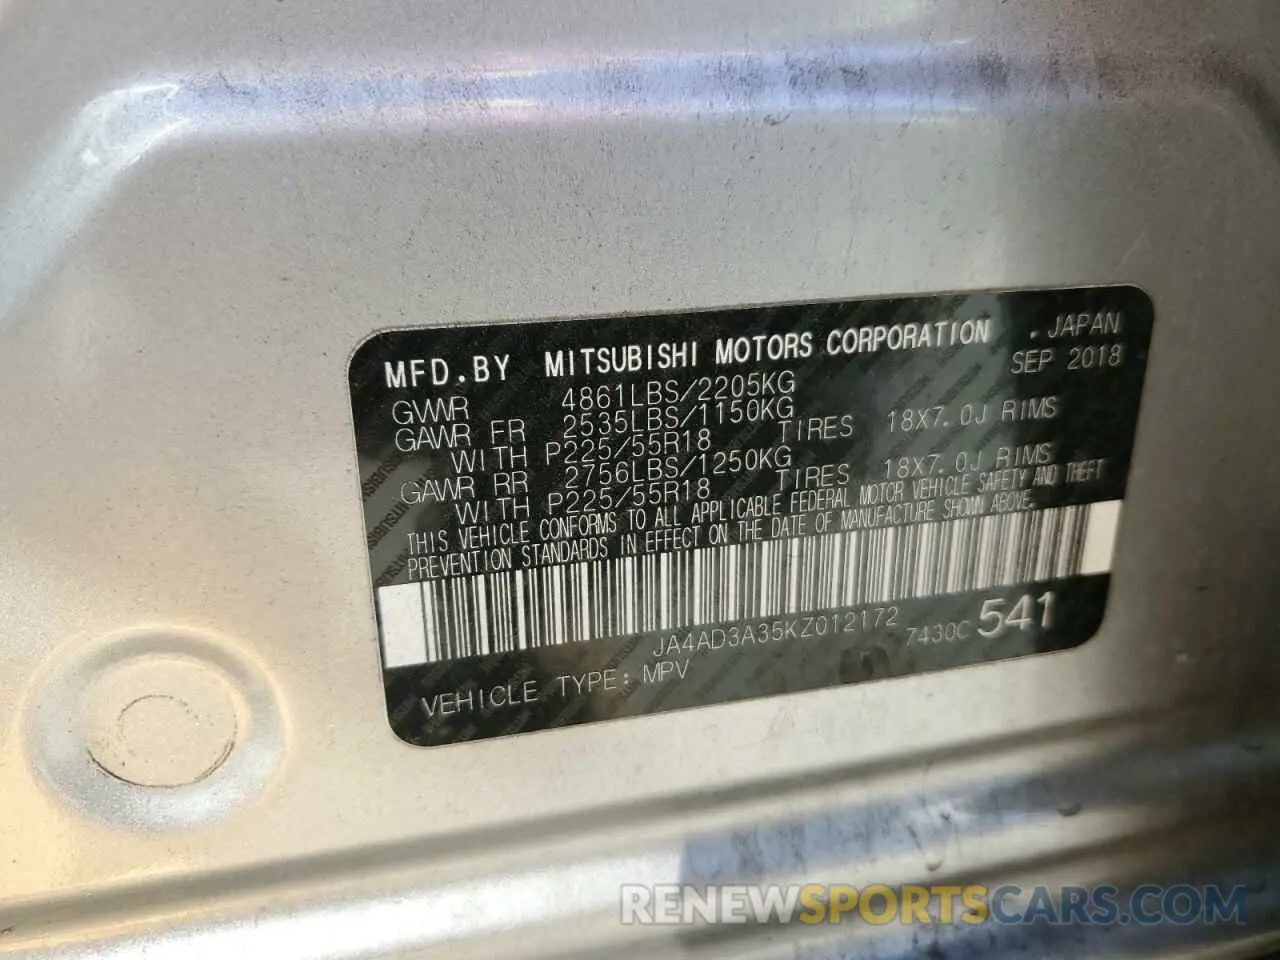 MFD.BY MITSUBISHI MOTORS CORPORATION .JAPAN
SEP 2018
GVWR 4861LBS/2205KG
GAWR FR 2535LBS/1150KG
WITH P225/55R18 TIRES 18X7.0J RIMS
GAWR RR 2756LBS/1250KG
WITH P225/55R18 TIRES 18X7.0J RIMS
THIS VEHICLE CONFORMS TO ALL APPLICABLE FEDERAL MOTOR VEHICLE SAFETY AND THEFT
PREVENTION STANDARDS IN EFFECT ON THE DATE OF MANUFACTURE SHOWN ABOVE.
JA4AD3A35KZ012172 7430C 541
VEHICLE TYPE: MPV
RENEWSPORTSCARS.COM